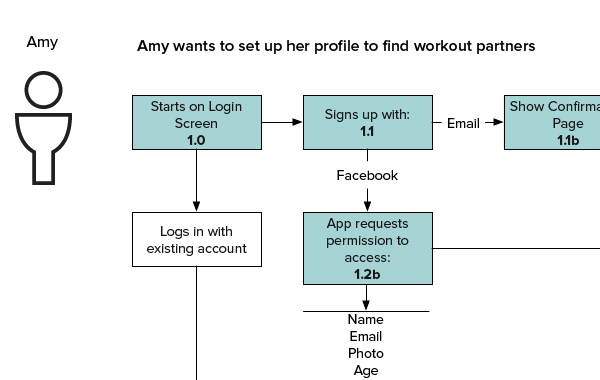 Amy
Amy wants to set up her profile to find workout partners
Starts on Login
Screen
1.0
Signs up with:
1.1
Email
Show Confirma
Page
1.1b
Facebook
Logs in with
existing account
App requests
permission to
access:
1.2b
Name
Email
Photo
Age